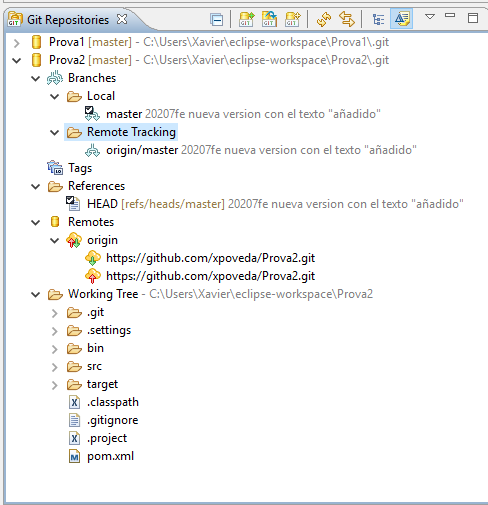 Git Repositories
Prova1 [master] - C:\Users\Xavier\eclipse-workspace\Prova1\.git
Prova2 [master] - C:\Users\Xavier\eclipse-workspace\Prova2\.git
Branches
Local
master 20207fe nueva version con el texto "añadido"
Remote Tracking
origin/master 20207fe nueva version con el texto "añadido"
Tags
References
HEAD [refs/heads/master] 20207fe nueva version con el texto "añadido"
Remotes
origin
https://github.com/xpoveda/Prova2.git
https://github.com/xpoveda/Prova2.git
Working Tree - C:\Users\Xavier\eclipse-workspace\Prova2
.git
.settings
bin
src
target
.classpath
.gitignore
.project
pom.xml